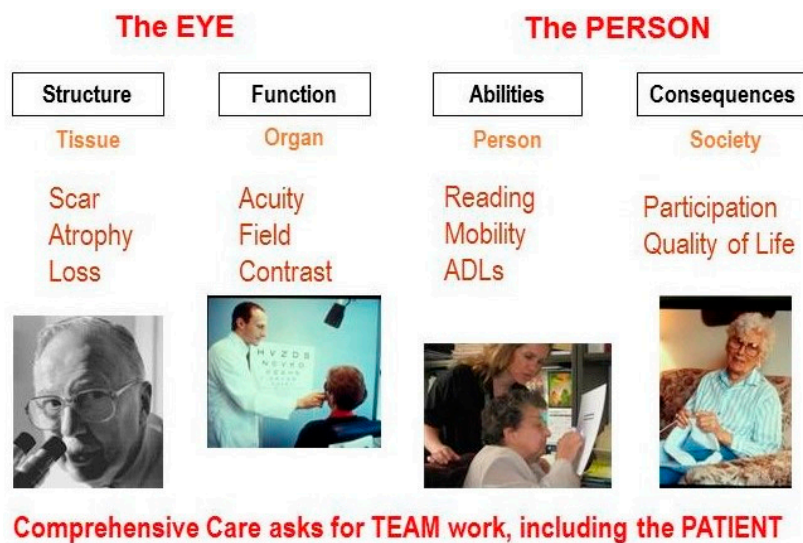 The EYE
The PERSON
Structure
Function
Abilities
Consequences
Tissue
Organ
Person
Society
Scar
Atrophy
Loss
Acuity
Field
Contrast
Reading
Mobility
ADLs
Participation
Quality of Life
H V Z D S
N C V K D
Comprehensive Care asks for TEAM work, including the PATIENT